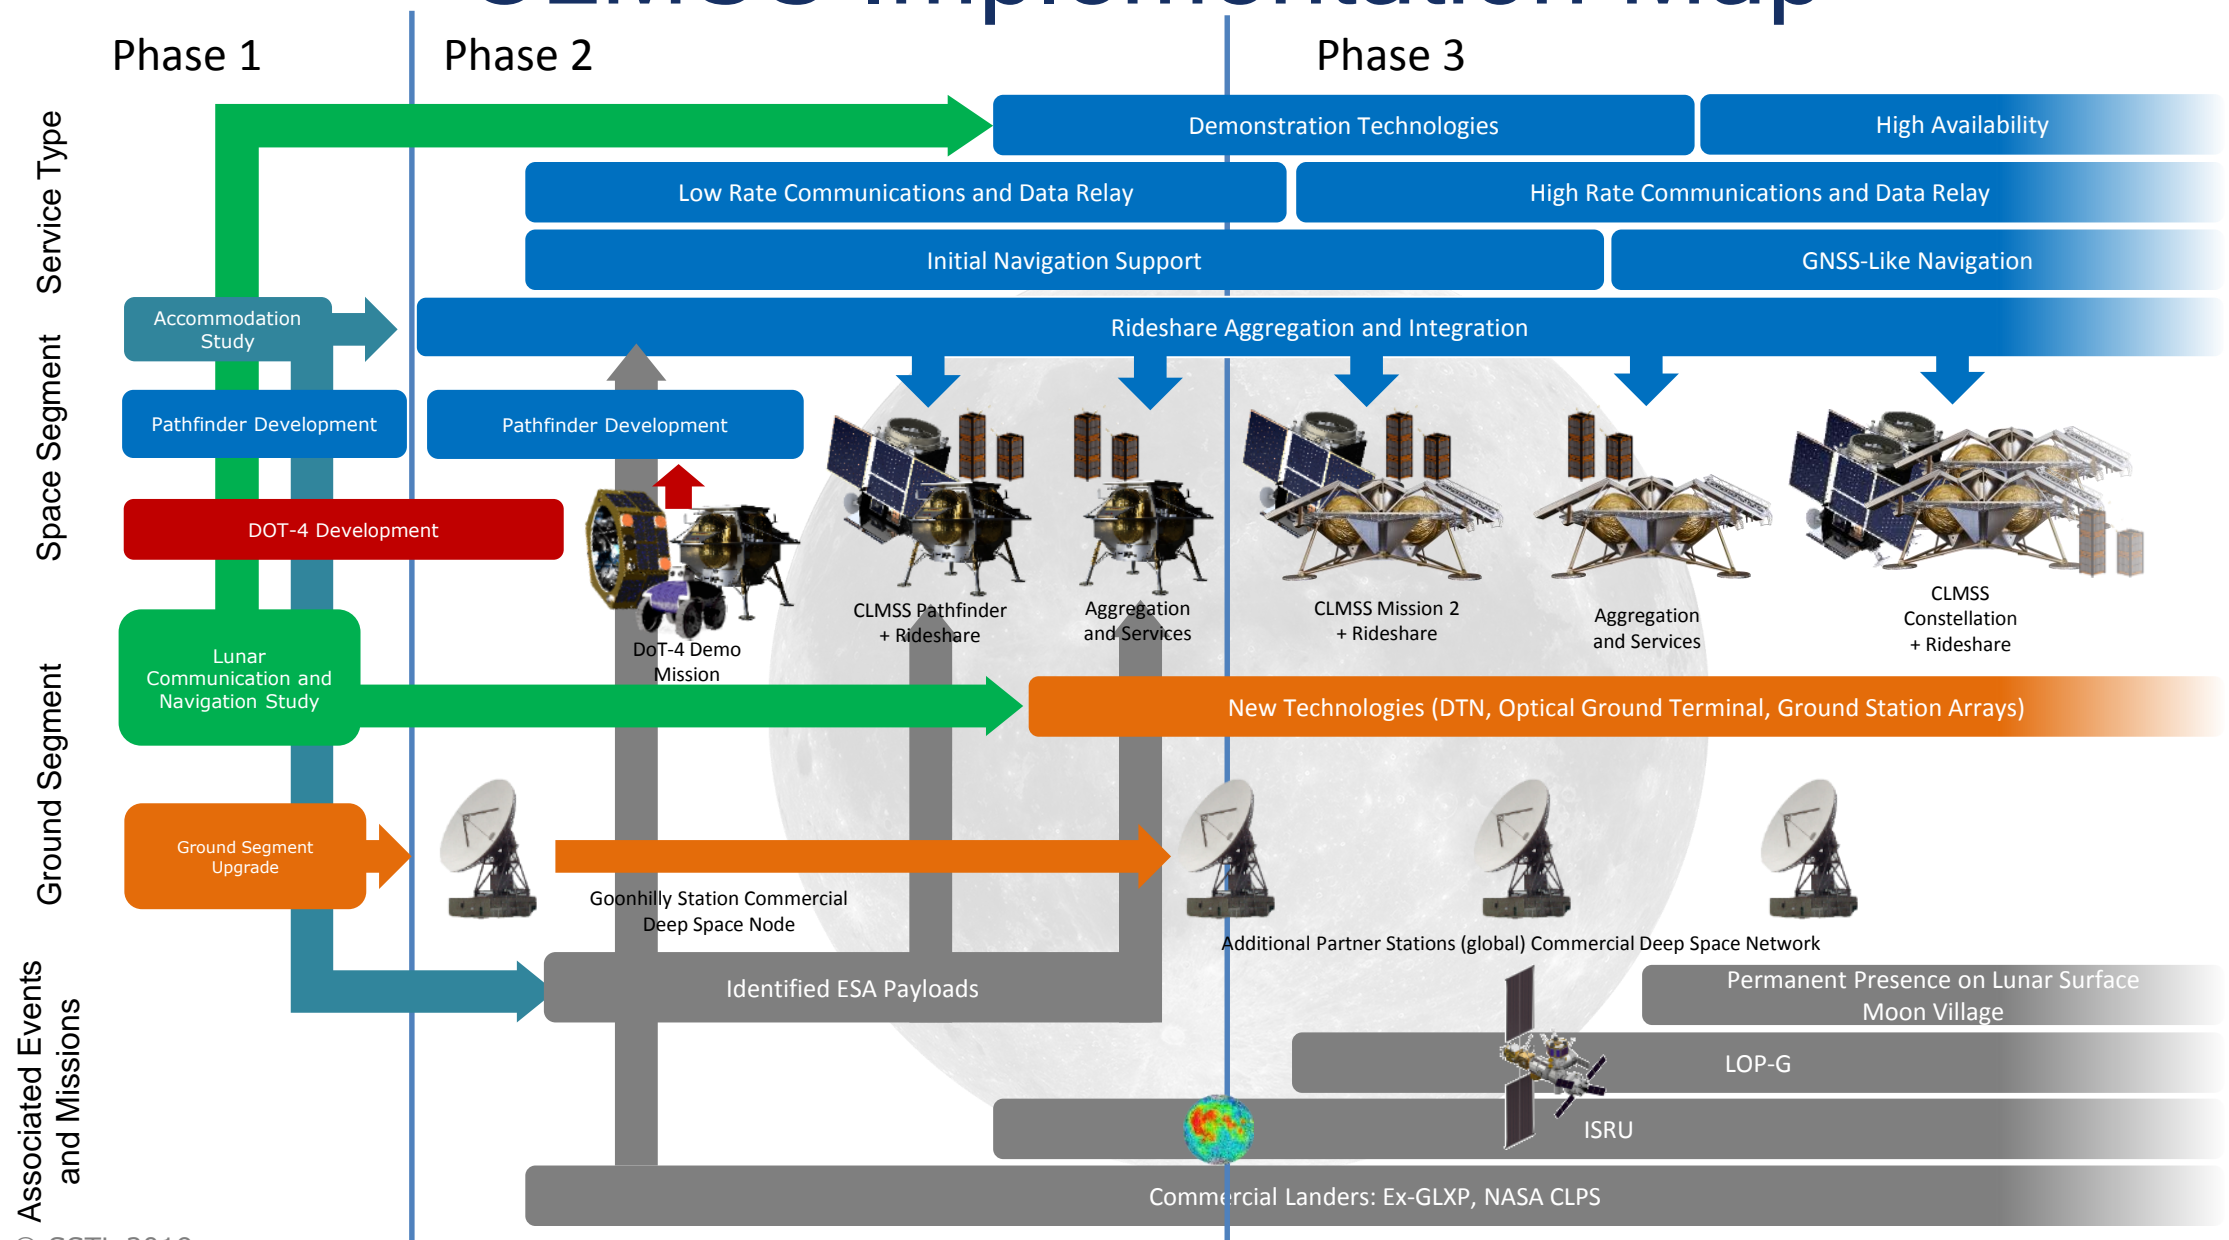 CLMSS Implementation Map
Phase 1
Phase 2
Phase 3
Service Type
Demonstration Technologies
High Availability
Low Rate Communications and Data Relay
High Rate Communications and Data Relay
Initial Navigation Support
GNSS-Like Navigation
Space Segment
Accommodation
Study
Rideshare Aggregation and Integration
Pathfinder Development
Pathfinder Development
DOT-4 Development
DoT-4 Demo
Mission
CLMSS Pathfinder
+ Rideshare
Aggregation
and Services
CLMSS Mission 2
+ Rideshare
Aggregation
and Services
CLMSS
Constellation
+ Rideshare
Ground Segment
Lunar
Communication and
Navigation Study
New Technologies (DTN, Optical Ground Terminal, Ground Station Arrays)
Ground Segment
Upgrade
Goonhilly Station Commercial
Deep Space Node
Additional Partner Stations (global) Commercial Deep Space Network
Associated Events
and Missions
Identified ESA Payloads
Permanent Presence on Lunar Surface
Moon Village
LOP-G
ISRU
Commercial Landers: Ex-GLXP, NASA CLPS